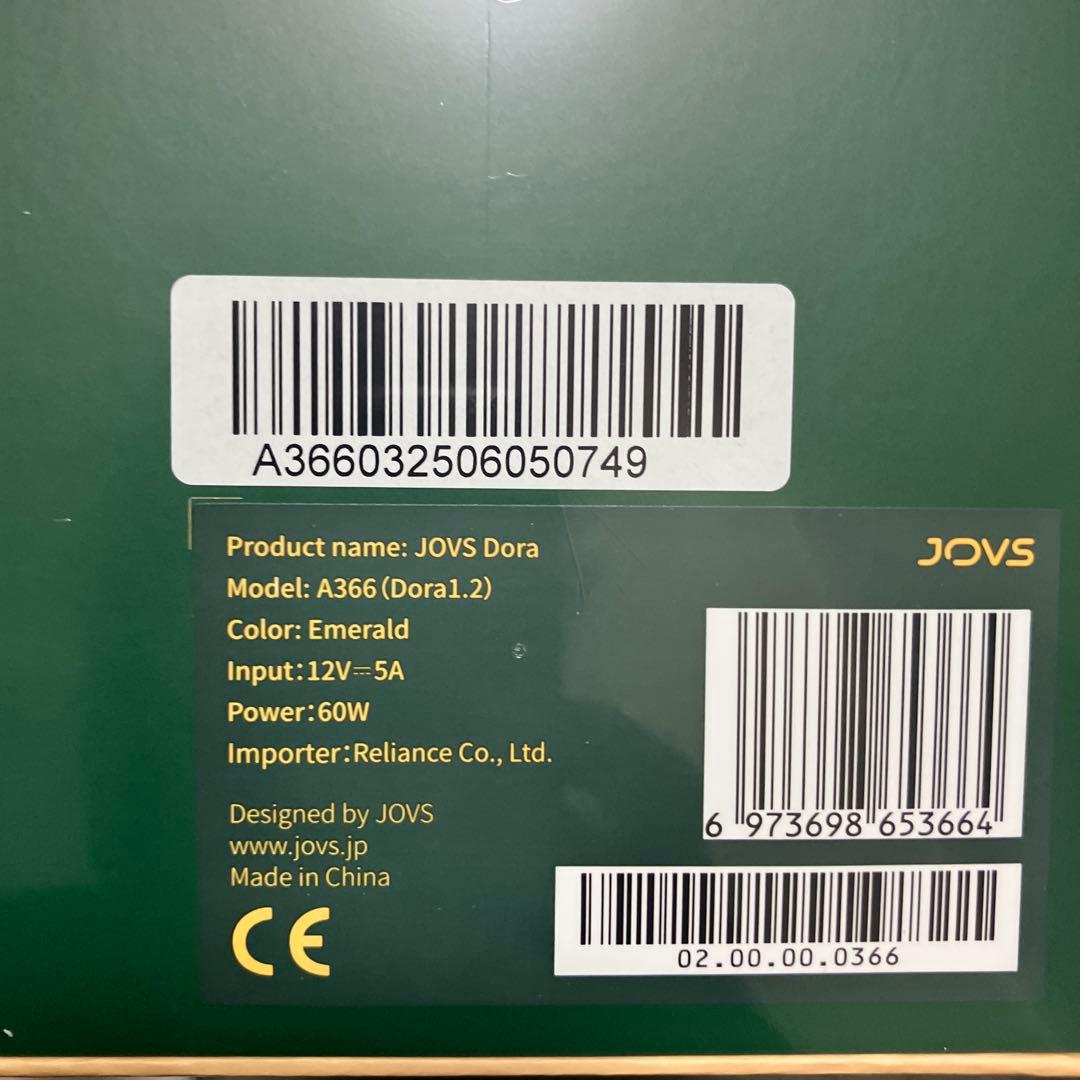 A366032506050749
Product name: JOVS Dora
Model: A366 (Dora1.2)
Color: Emerald
Input:12V⎓5A
Power:60W
Importer:Reliance Co., Ltd.
Designed by JOVS
www.jovs.jp
Made in China
CE
JOVS
6 973698 653664
02.00.00.0366